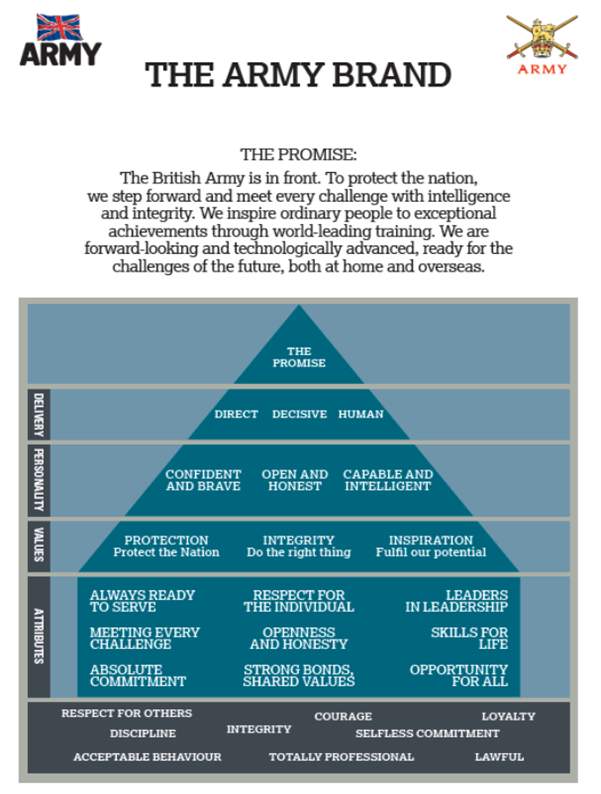 ARMY
ARMY
THE ARMY BRAND
THE PROMISE:
The British Army is in front. To protect the nation,
we step forward and meet every challenge with intelligence
and integrity. We inspire ordinary people to exceptional
achievements through world-leading training. We are
forward-looking and technologically advanced, ready for the
challenges of the future, both at home and overseas.
THE
PROMISE
DELIVERY
DIRECT DECISIVE HUMAN
PERSONALITY
CONFIDENT
AND BRAVE
OPEN AND
HONEST
CAPABLE AND
INTELLIGENT
VALUES
PROTECTION
Protect the Nation
INTEGRITY
Do the right thing
INSPIRATION
Fulfil our potential
ATTRIBUTES
ALWAYS READY
TO SERVE
RESPECT FOR
THE INDIVIDUAL
LEADERS
IN LEADERSHIP
MEETING EVERY
CHALLENGE
OPENNESS
AND HONESTY
SKILLS FOR
LIFE
ABSOLUTE
COMMITMENT
STRONG BONDS,
SHARED VALUES
OPPORTUNITY
FOR ALL
RESPECT FOR OTHERS
COURAGE
LOYALTY
DISCIPLINE
INTEGRITY
SELFLESS COMMITMENT
ACCEPTABLE BEHAVIOUR
TOTALLY PROFESSIONAL
LAWFUL